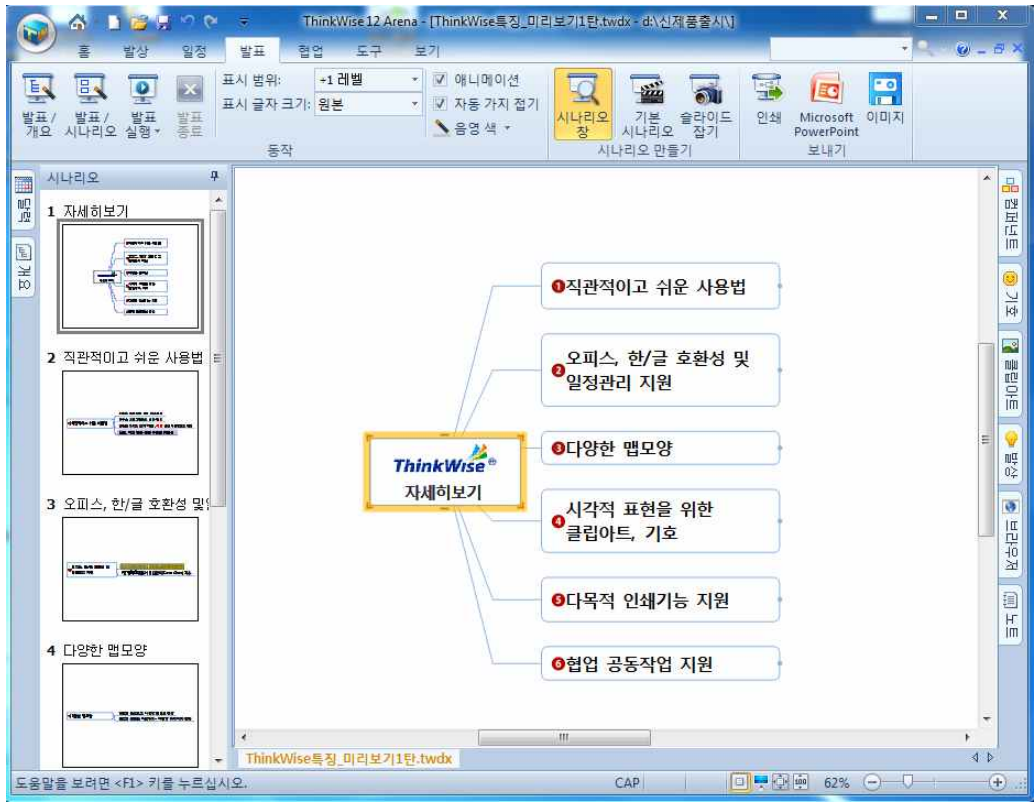 ThinkWise 12 Arena - [ThinkWise특징_미리보기1탄.twdx - d:\신제품출시\]
홈 발상 일정 발표 협업 도구 보기
발표/
개요
발표/
시나리오
발표
실행
발표
종료
표시 범위: +1 레벨
표시 글자 크기: 원본
애니메이션
자동 가지 접기
음영 색
동작
시나리오
창
기본
시나리오
슬라이드
잡기
시나리오 만들기
인쇄
Microsoft
PowerPoint
이미지
보내기
달력
개요
시나리오
1 자세히보기
2 직관적이고 쉬운 사용법
3 오피스, 한/글 호환성 및
4 다양한 맵모양
ThinkWise®
자세히보기
1 직관적이고 쉬운 사용법
2 오피스, 한/글 호환성 및
일정관리 지원
3 다양한 맵모양
4 시각적 표현을 위한
클립아트, 기호
5 다목적 인쇄기능 지원
6 협업 공동작업 지원
컴포넌트
기호
클립아트
발상
브라우저
노트
ThinkWise특징_미리보기1탄.twdx
도움말을 보려면 <F1> 키를 누르십시오.
CAP
62%